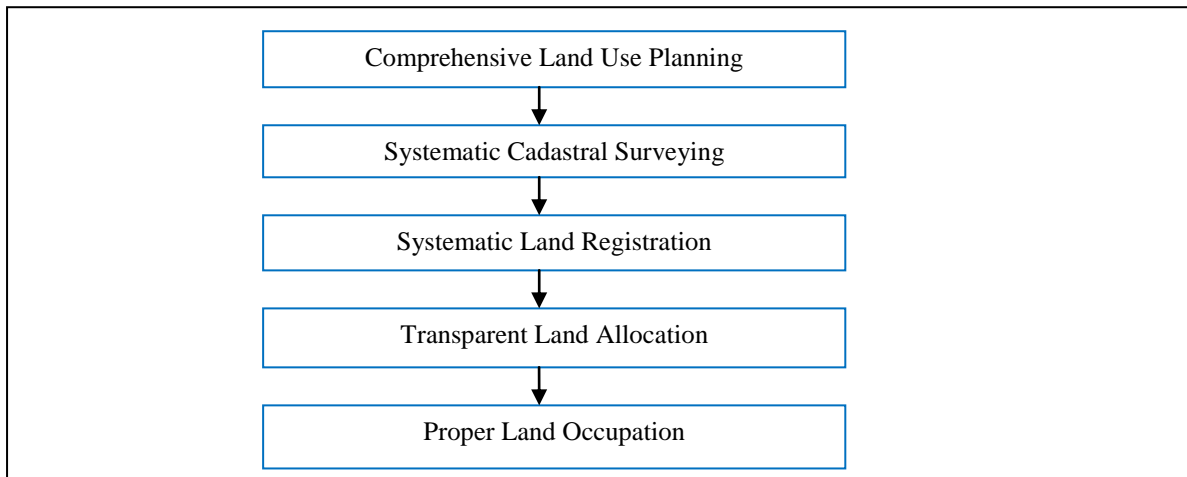 Comprehensive Land Use Planning
Systematic Cadastral Surveying
Systematic Land Registration
Transparent Land Allocation
Proper Land Occupation